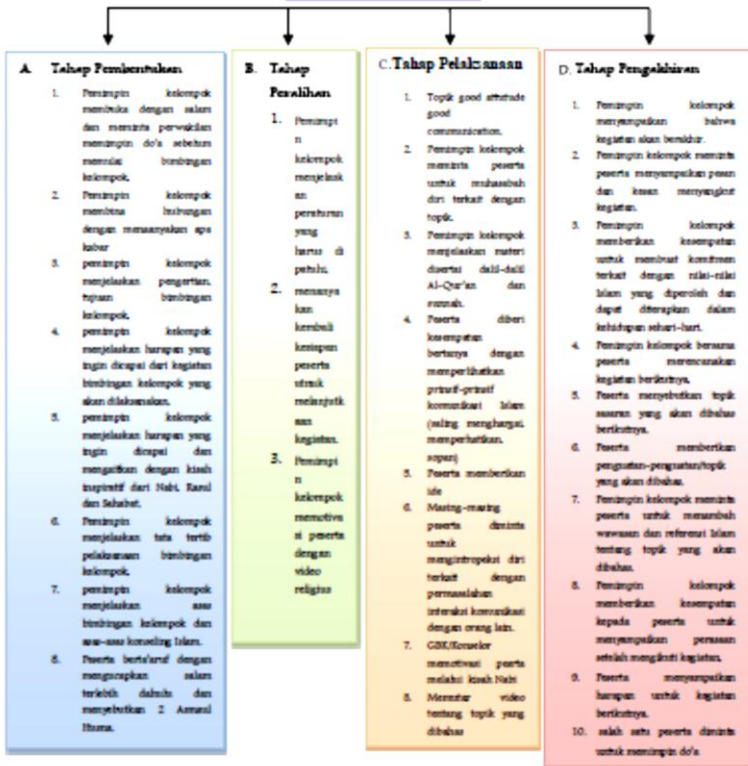 A. Tahap Pembentukan
1. Pemimpin kelompok
membuka dengan salam
dan meminta perwakilan
memimpin do'a sebelum
memulai bimbingan
kelompok.
2. Pemimpin kelompok
membina hubungan
dengan menanyakan apa
kabar
3. pemimpin kelompok
menjelaskan pengertian,
tujuan bimbingan
kelompok.
4. pemimpin kelompok
menjelaskan harapan yang
ingin dicapai dari kegiatan
bimbingan kelompok yang
akan dilaksanakan.
5. pemimpin kelompok
menjelaskan harapan yang
ingin dicapai dan
mengaitkan dengan kisah
inspiratif dari Nabi, Rasul
dan Sahabat.
6. Pemimpin kelompok
menjelaskan tata tertib
pelaksanaan bimbingan
kelompok.
7. pemimpin kelompok
menjelaskan asas
bimbingan kelompok dan
asas-asas konseling Islam.
8. Peserta berta'aruf dengan
mengucapkan salam
terlebih dahulu dan
menyebutkan 2 Asmaul
Husna.
B. Tahap
Peralihan
1. Pemimpi
n
kelompok
menjelask
an
peraturan
yang
harus di
patuhi.
2. menanya
kan
kembali
kesiapan
peserta
untuk
melanjutk
an
kegiatan.
3. Pemimpi
n
kelompok
memotiva
si peserta
dengan
video
religius
C. Tahap Pelaksanaan
1. Topik good attitude
good
communication.
2. Pemimpin kelompok
meminta peserta
untuk muhasabah
diri terkait dengan
topik.
3. Pemimpin kelompok
menjelaskan materi
disertai dalil-dalil
Al-Qur'an dan
sunnah.
4. Peserta diberi
kesempatan
bertanya dengan
memperlihatkan
prinsif-prinsif
komunikasi Islam
(saling menghargai,
memperhatikan,
sopan)
5. Peserta memberikan
ide
6. Masing-masing
peserta diminta
untuk
mengintropeksi diri
terkait dengan
permasalahan
interaksi komunikasi
dengan orang lain.
7. GBK/Konselor
memotivasi peserta
melalui kisah Nabi
8. Memutar video
tentang topik yang
dibahas
D. Tahap Pengakhiran
1. Pemimpin kelompok
menyampaikan bahwa
kegiatan akan berakhir.
2. Pemimpin kelompok meminta
peserta menyampaikan pesan
dan kesan menyangkut
kegiatan.
3. Pemimpin kelompok
memberikan kesempatan
untuk membuat komitmen
terkait dengan nilai-nilai
Islam yang diperoleh dan
dapat diterapkan dalam
kehidupan sehari-hari.
4. Pemimpin kelompok bersama
peserta merencanakan
kegiatan berikutnya.
5. Peserta menyebutkan topik
sasaran yang akan dibahas
berikutnya.
6. Peserta memberikan
penguatan-penguatan/topik
yang akan dibahas.
7. Pemimpin kelompok meminta
peserta untuk menambah
wawasan dan referensi Islam
tentang topik yang akan
dibahas.
8. Pemimpin kelompok
memberikan kesempatan
kepada peserta untuk
menyampaikan perasaan
setelah mengikuti kegiatan.
9. Peserta menyampaikan
harapan untuk kegiatan
berikutnya.
10. salah satu peserta diminta
untuk memimpin do'a